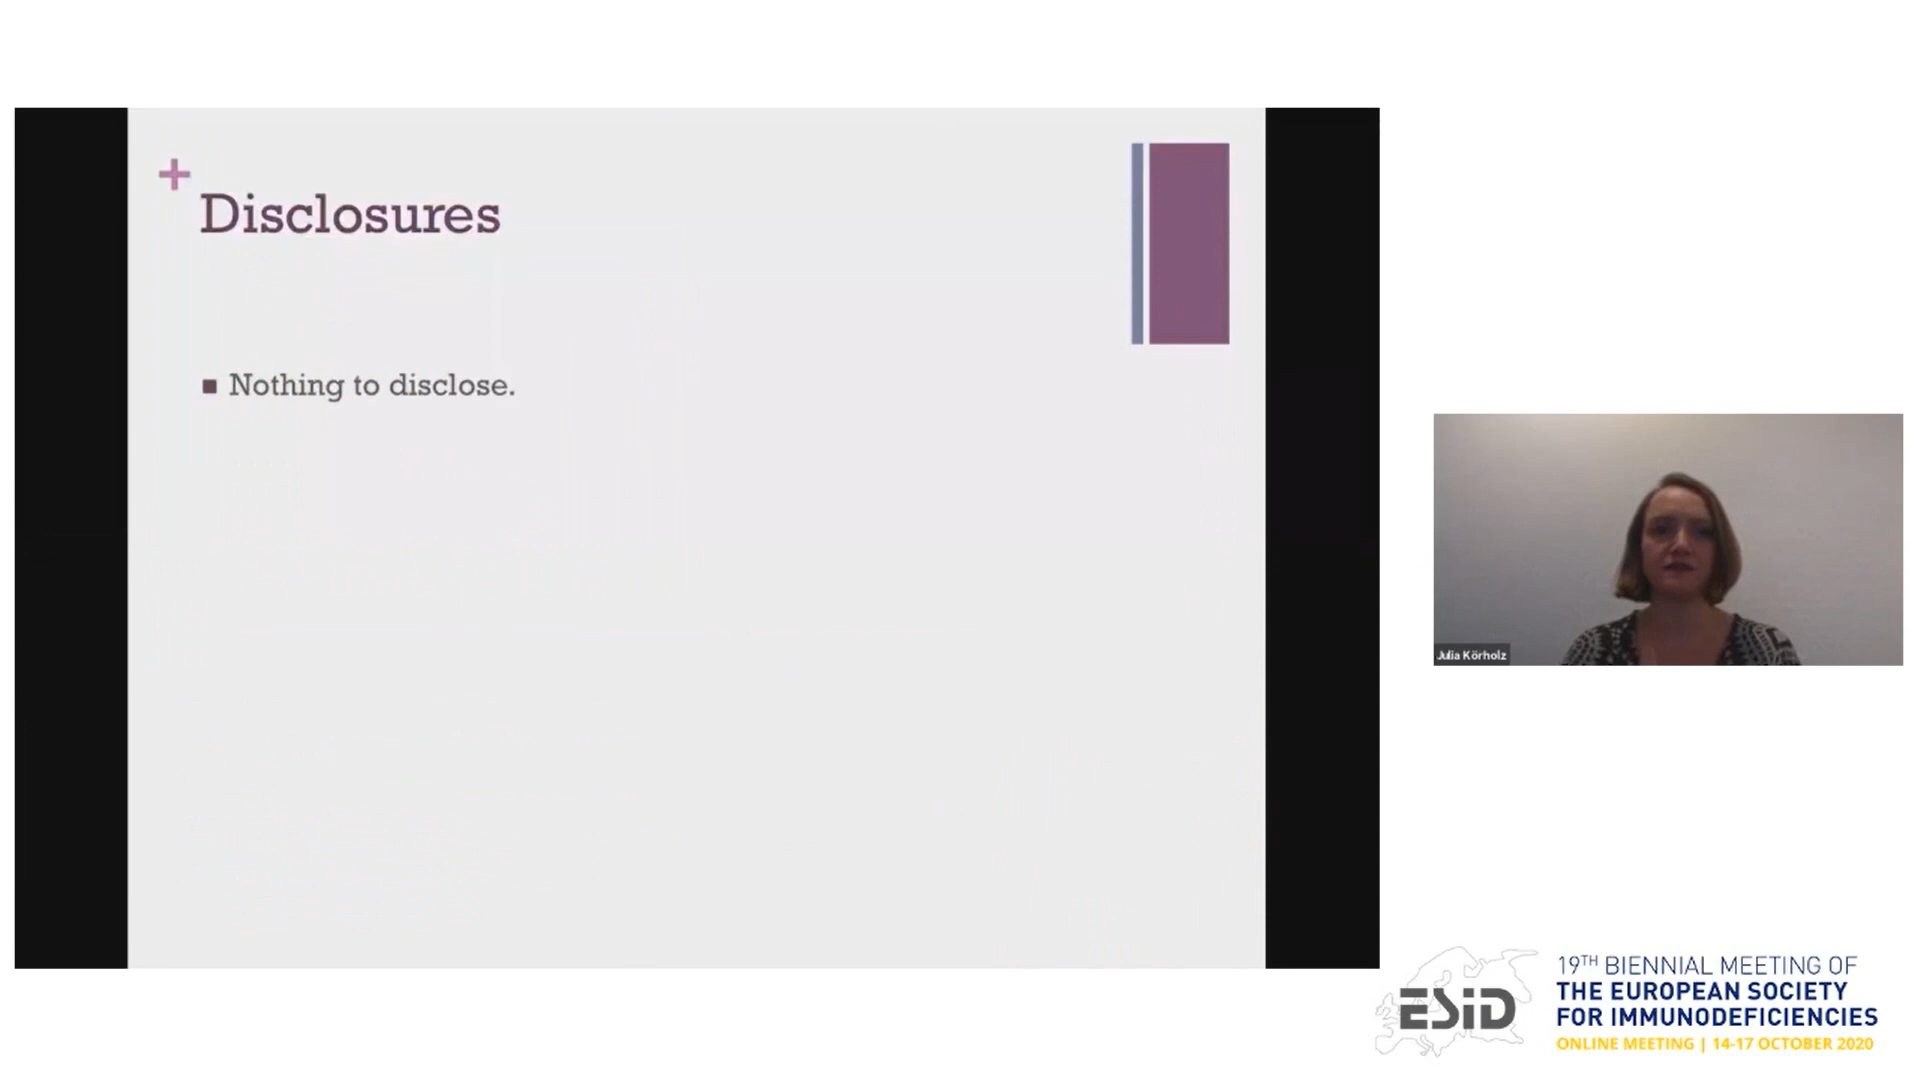 +
Disclosures
Nothing to disclose.
Julia Körholz
ESiD
19TH BIENNIAL MEETING OF
THE EUROPEAN SOCIETY
FOR IMMUNODEFICIENCIES
ONLINE MEETING | 14-17 OCTOBER 2020